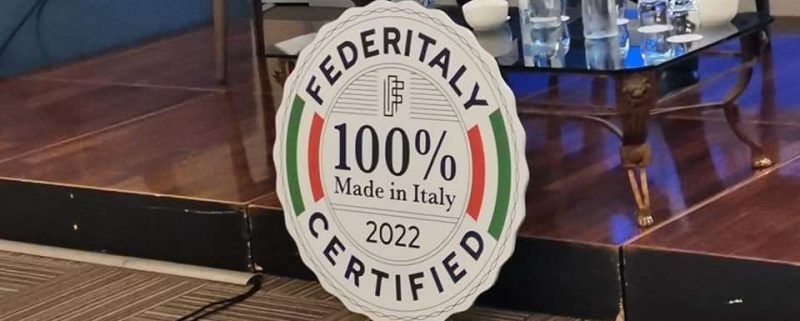 FEDERITALY
100%
Made in Italy
2022
CERTIFIED